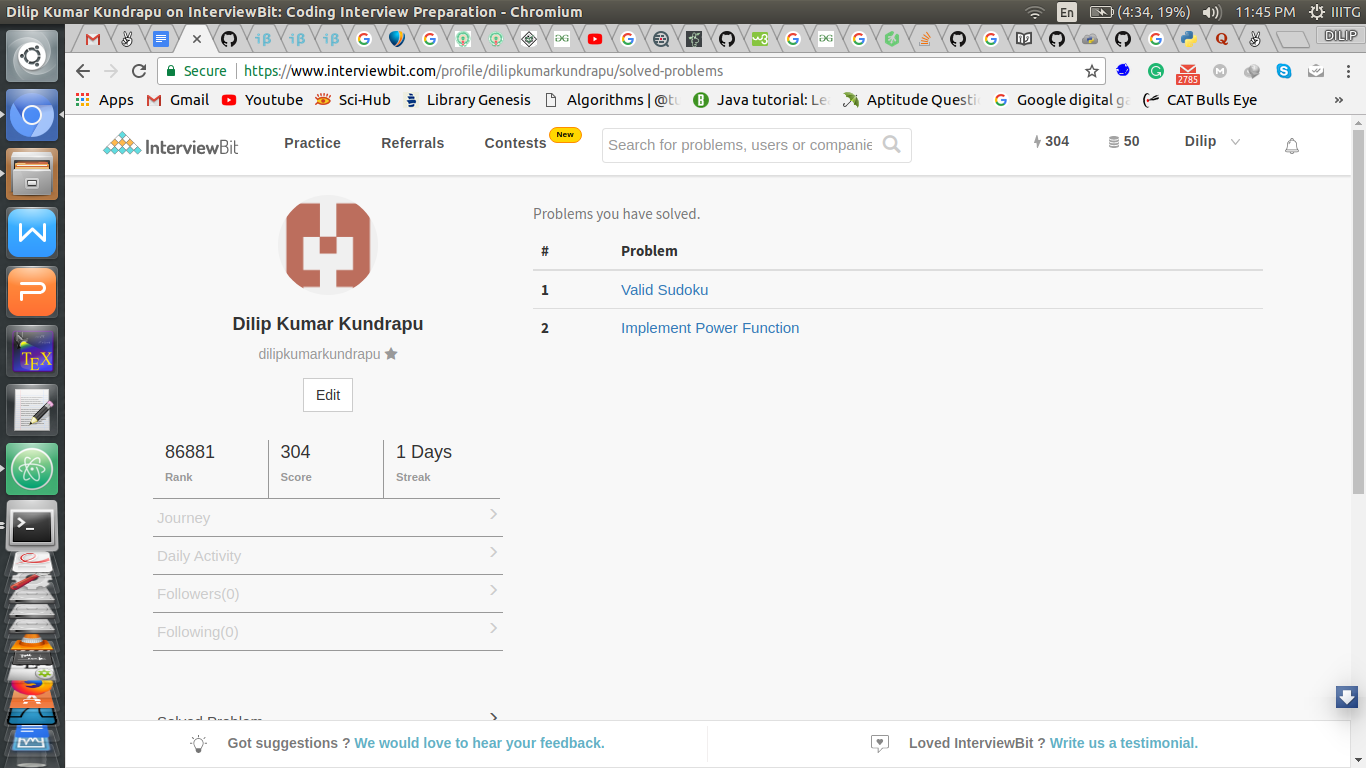 Dilip Kumar Kundrapu on InterviewBit: Coding Interview Preparation - Chromium
En
(4:34, 19%)
11:45 PM
IIITG
DILIP
Secure
https://www.interviewbit.com/profile/dilipkumarkundrapu/solved-problems
2785
Apps
Gmail
Youtube
Sci-Hub
Library Genesis
Algorithms | @tu
Java tutorial: Le
Aptitude Questi
Google digital ga
CAT Bulls Eye
»
InterviewBit
Practice
Referrals
Contests
New
Search for problems, users or companie
304
50
Dilip
Problems you have solved.
# Problem
1 Valid Sudoku
2 Implement Power Function
Dilip Kumar Kundrapu
dilipkumarkundrapu
Edit
86881 304 1 Days
Rank Score Streak
Journey
Daily Activity
Followers(0)
Following(0)
Solved Problem
Got suggestions ? We would love to hear your feedback.
Loved InterviewBit ? Write us a testimonial.